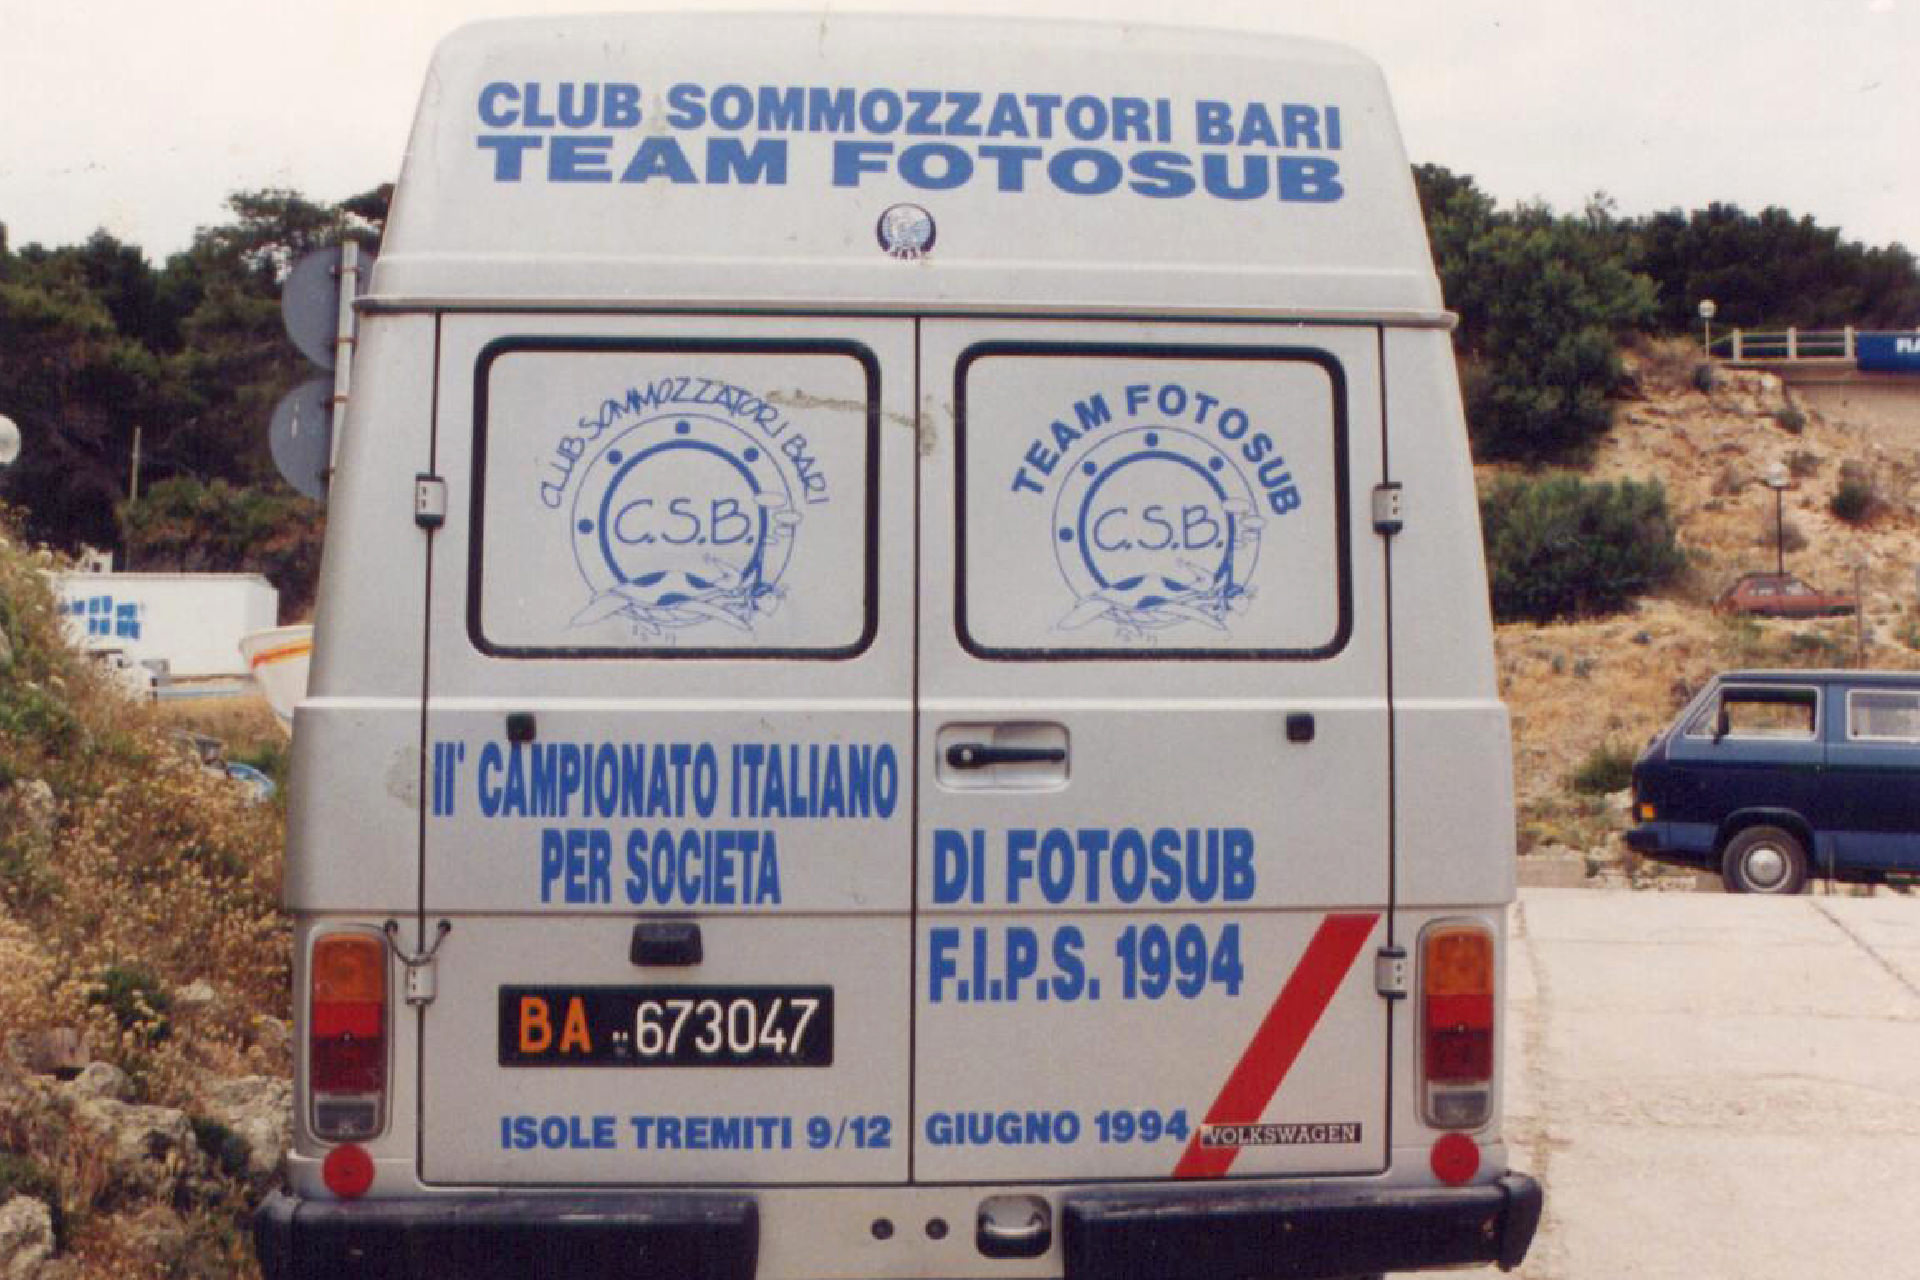 CLUB SOMMOZZATORI BARI
TEAM FOTOSUB
CLUB SOMMOZZATORI BARI
C.S.B.
TEAM FOTOSUB
C.S.B.
II° CAMPIONATO ITALIANO
PER SOCIETA
DI FOTOSUB
F.I.P.S. 1994
BA 673047
ISOLE TREMITI 9/12 GIUGNO 1994
VOLKSWAGEN